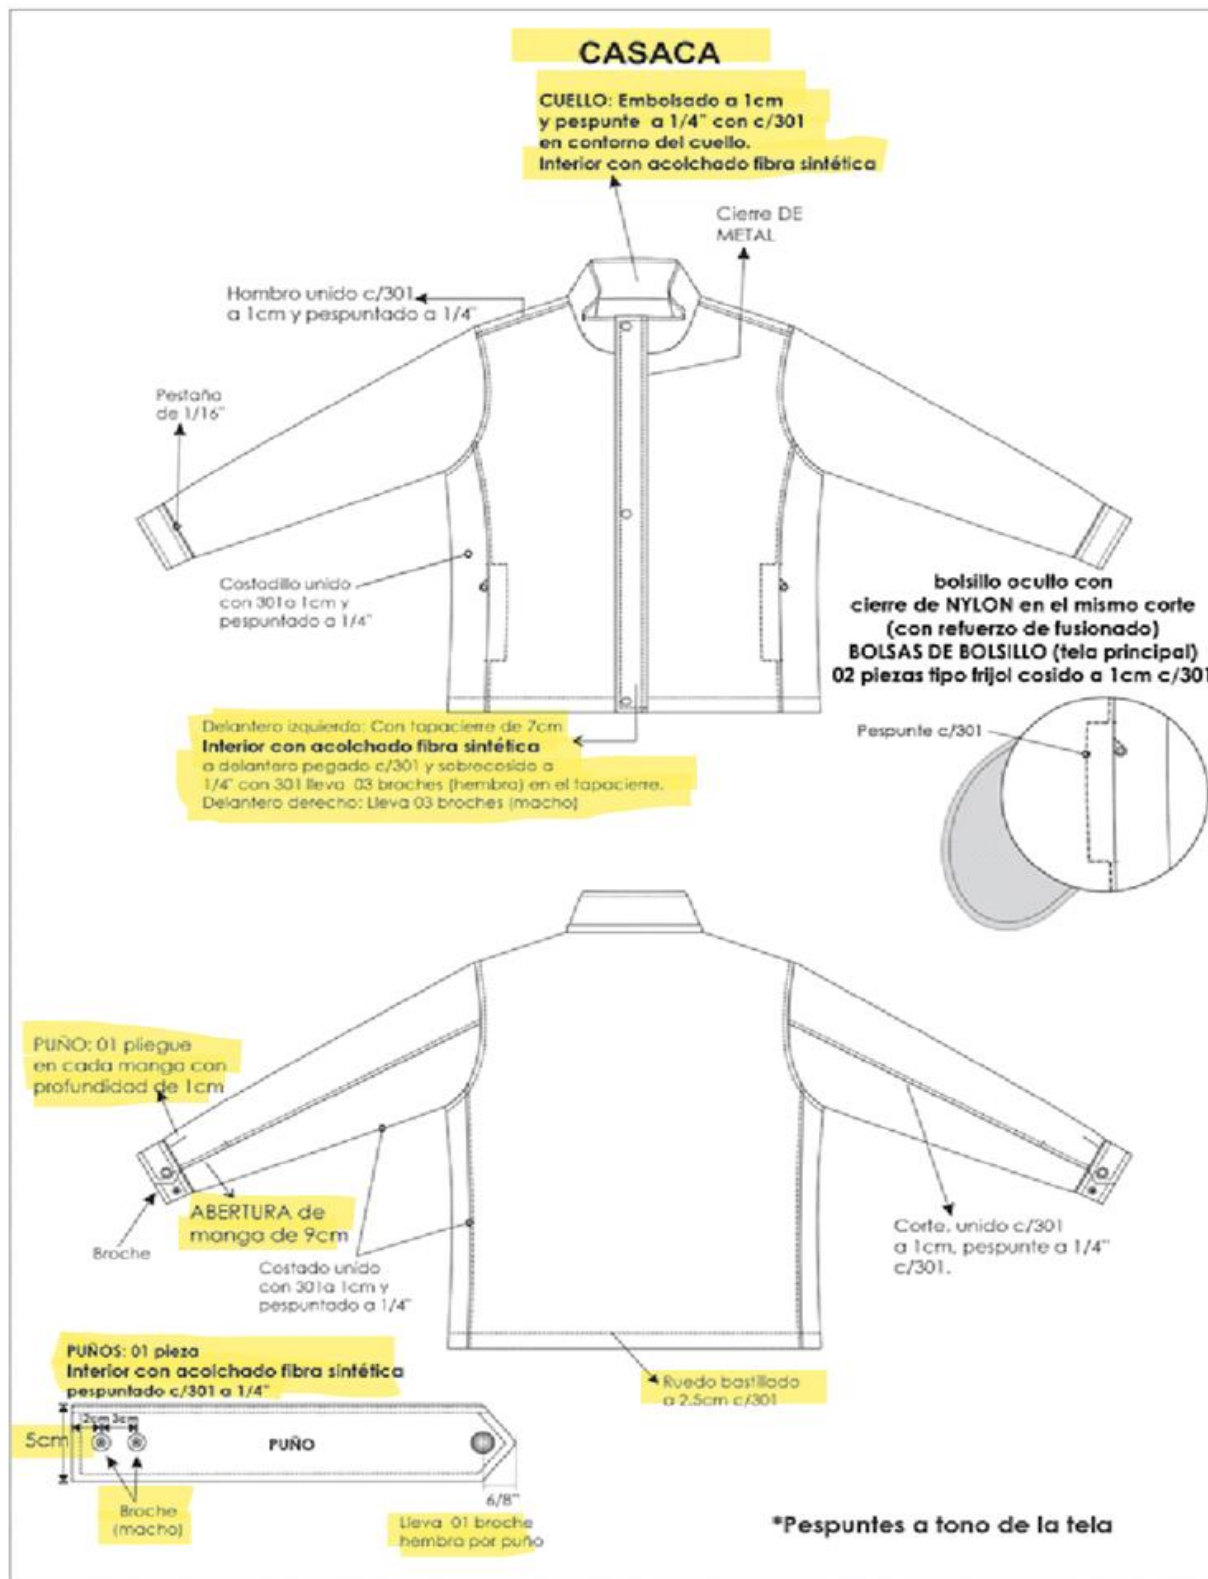 CASACA
CUELLO: Embolsado a 1cm
y pespunte a 1/4" con c/301
en contorno del cuello.
Interior con acolchado fibra sintética
Cierre DE
METAL
Hombro unido c/301
a 1cm y pespuntado a 1/4"
Pestaña
de 1/16"
Costadillo unido
con 301a 1cm y
pespuntado a 1/4"
bolsillo oculto con
cierre de NYLON en el mismo corte
(con refuerzo de fusionado)
BOLSAS DE BOLSILLO (tela principal)
02 piezas tipo frijol cosido a 1cm c/301
Pespunte c/301
Delantero izquierdo: Con tapacierre de 7cm
Interior con acolchado fibra sintética
a delantero pegado c/301 y sobrecosido a
1/4" con 301 lleva 03 broches (hembra) en el tapacierre.
Delantero derecho: Lleva 03 broches (macho)
PUÑO: 01 pliegue
en cada manga con
profundidad de 1cm
ABERTURA de
manga de 9cm
Broche
Costado unido
con 301a 1cm y
pespuntado a 1/4"
Corte, unido c/301
a 1cm, pespunte a 1/4"
c/301.
PUÑOS: 01 pieza
Interior con acolchado fibra sintética
pespuntado c/301 a 1/4"
Ruedo bastillado
a 2.5cm c/301
2cm 3cm
5cm
PUÑO
6/8"
Broche
(macho)
Lleva 01 broche
hembra por puño
*Pespuntes a tono de la tela